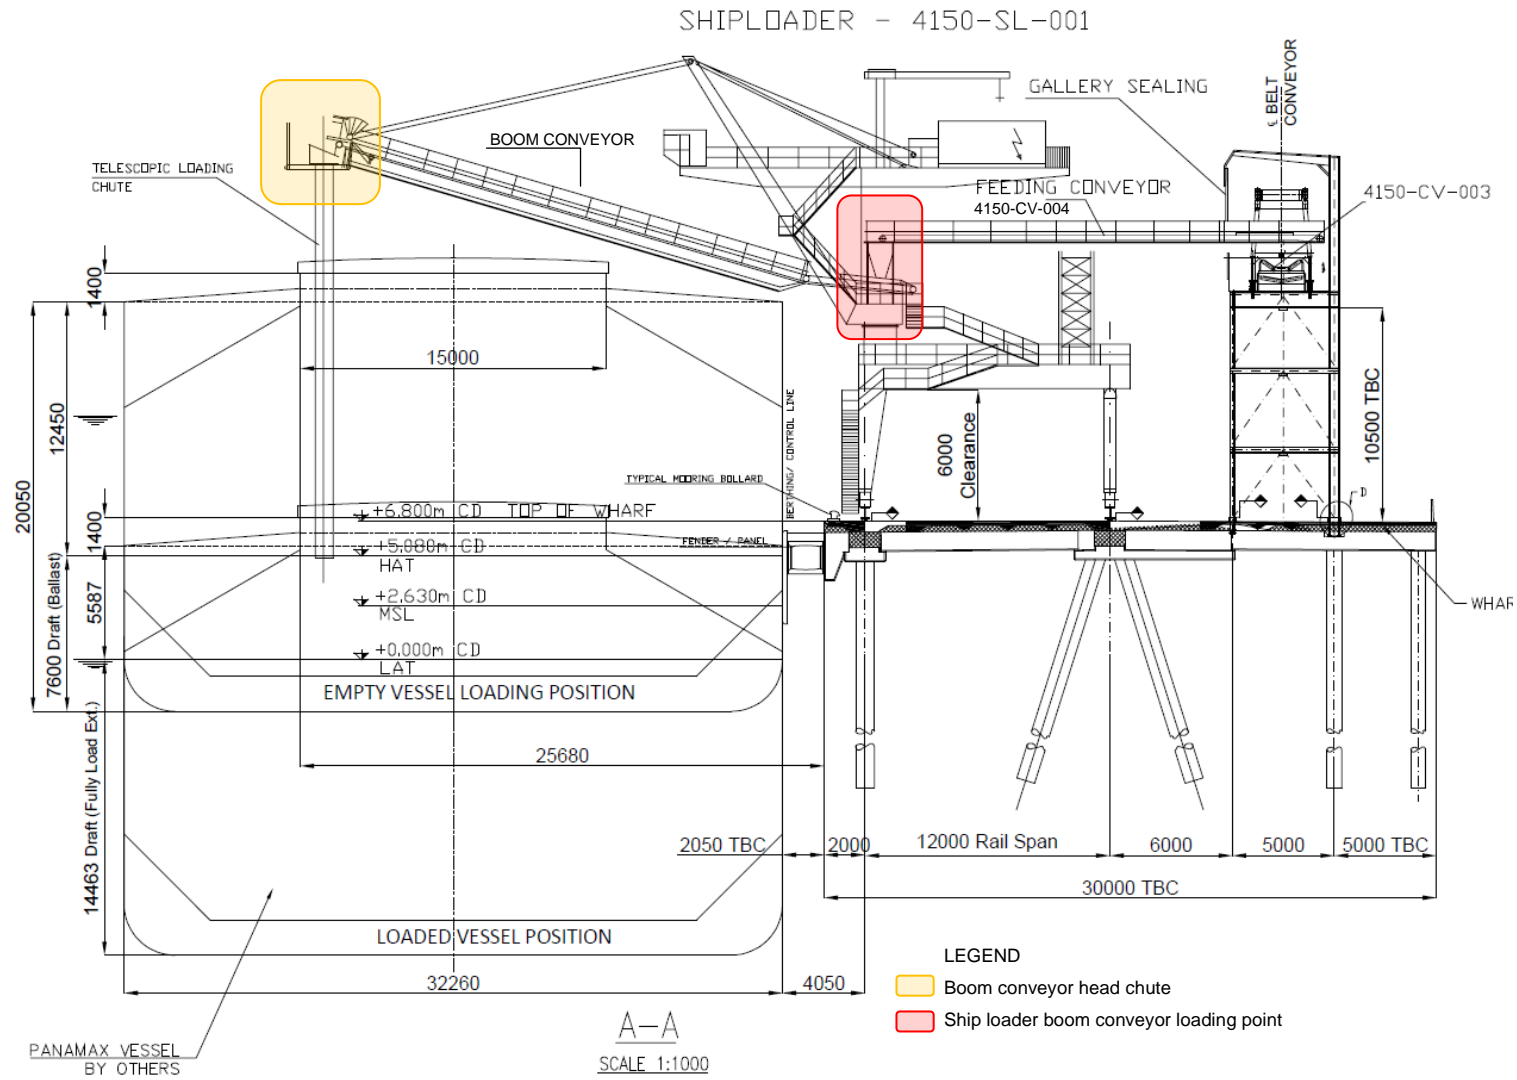 SHIPLOADER - 4150-SL-001
GALLERY SEALING
℄ BELT
CONVEYOR
BOOM CONVEYOR
TELESCOPIC LOADING
CHUTE
FEEDING CONVEYOR
4150-CV-004
4150-CV-003
1400
15000
12450
20050
BERTHING/ CONTROL LINE
6000
Clearance
10500 TBC
TYPICAL MOORING BOLLARD
D
+6.800m CD TOP OF WHARF
1400
+5.080m CD
HAT
FENDER / PANEL
+2.630m CD
MSL
5587
7600 Draft (Ballast)
WHAR
+0.000m CD
LAT
EMPTY VESSEL LOADING POSITION
25680
14463 Draft (Fully Load Ext.)
2050 TBC
2000
12000 Rail Span
6000
5000
5000 TBC
30000 TBC
LOADED VESSEL POSITION
32260
4050
LEGEND
Boom conveyor head chute
Ship loader boom conveyor loading point
A-A
SCALE 1:1000
PANAMAX VESSEL
BY OTHERS